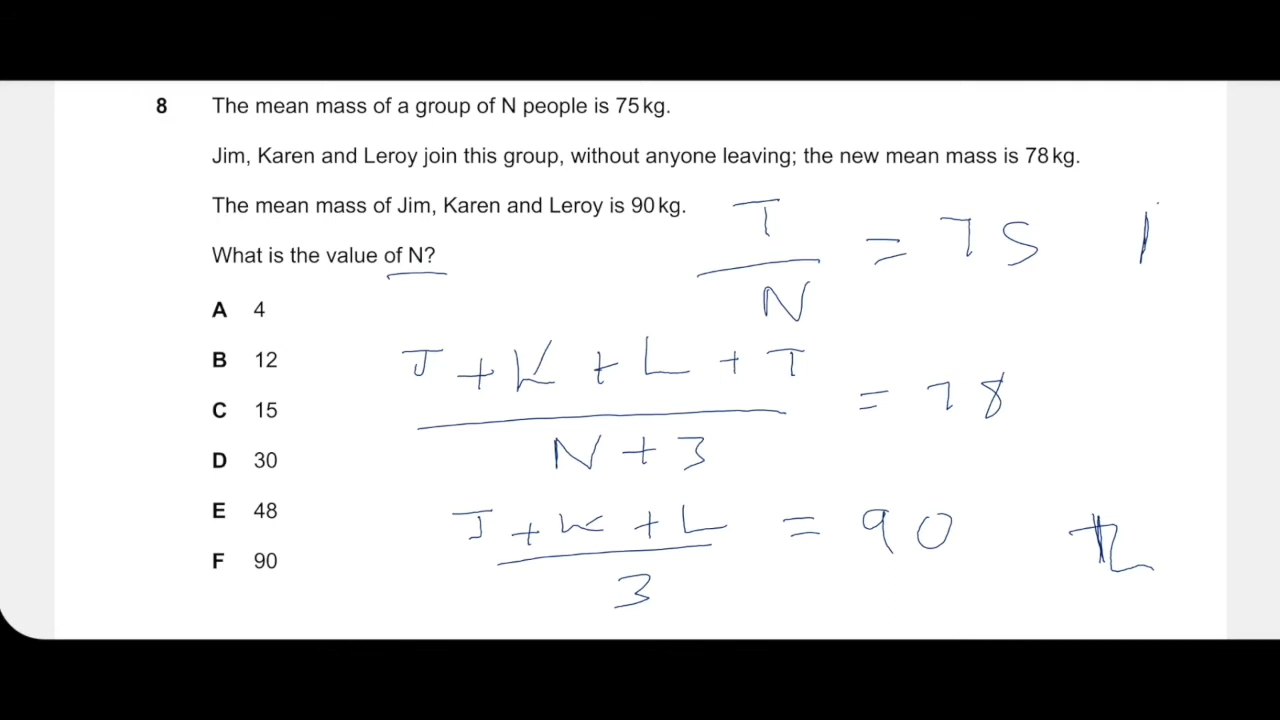 8 The mean mass of a group of N people is 75 kg.
Jim, Karen and Leroy join this group, without anyone leaving; the new mean mass is 78 kg.
The mean mass of Jim, Karen and Leroy is 90 kg.
What is the value of N?
A 4
B 12
C 15
D 30
E 48
F 90
T
= 75
N
J + K + L + T
= 78
N + 3
J + K + L = 90
3